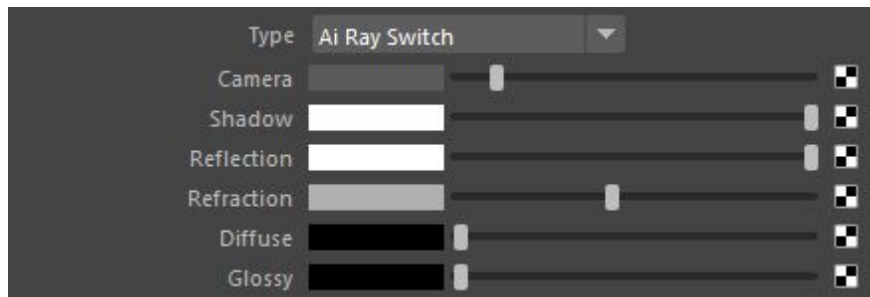 Type Ai Ray Switch
Camera
Shadow
Reflection
Refraction
Diffuse
Glossy